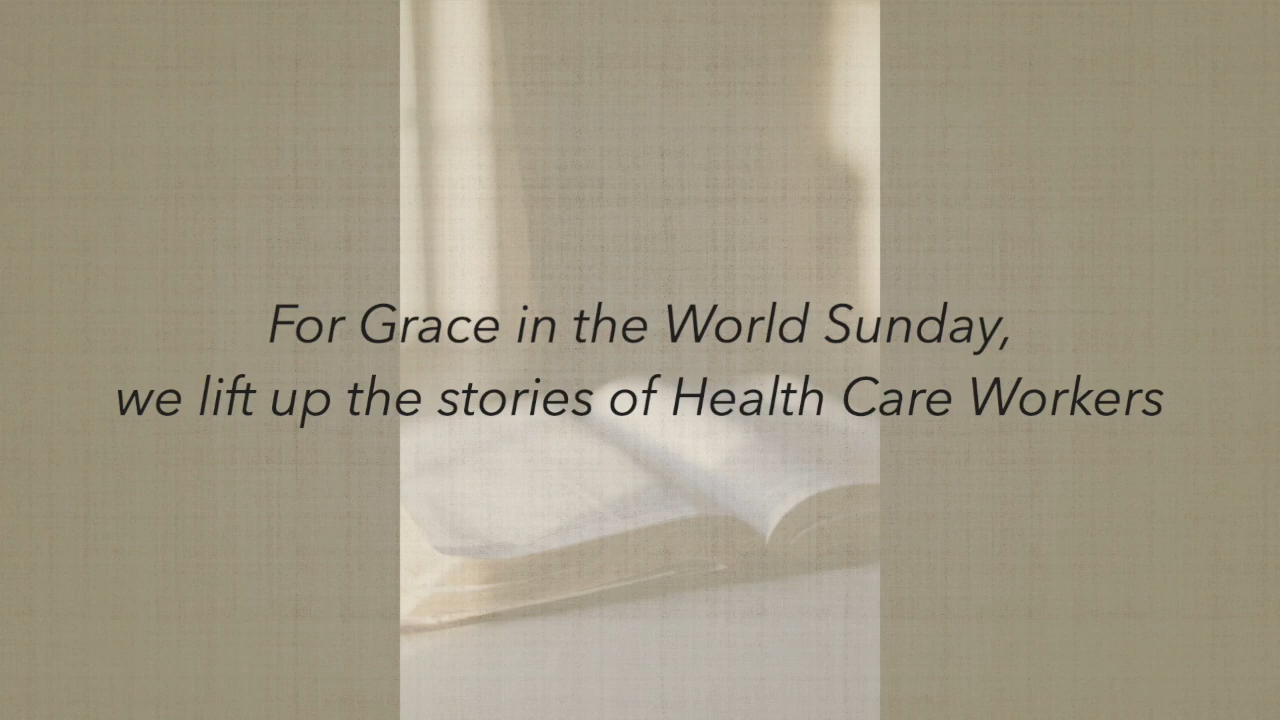 For Grace in the World Sunday,
we lift up the stories of Health Care Workers